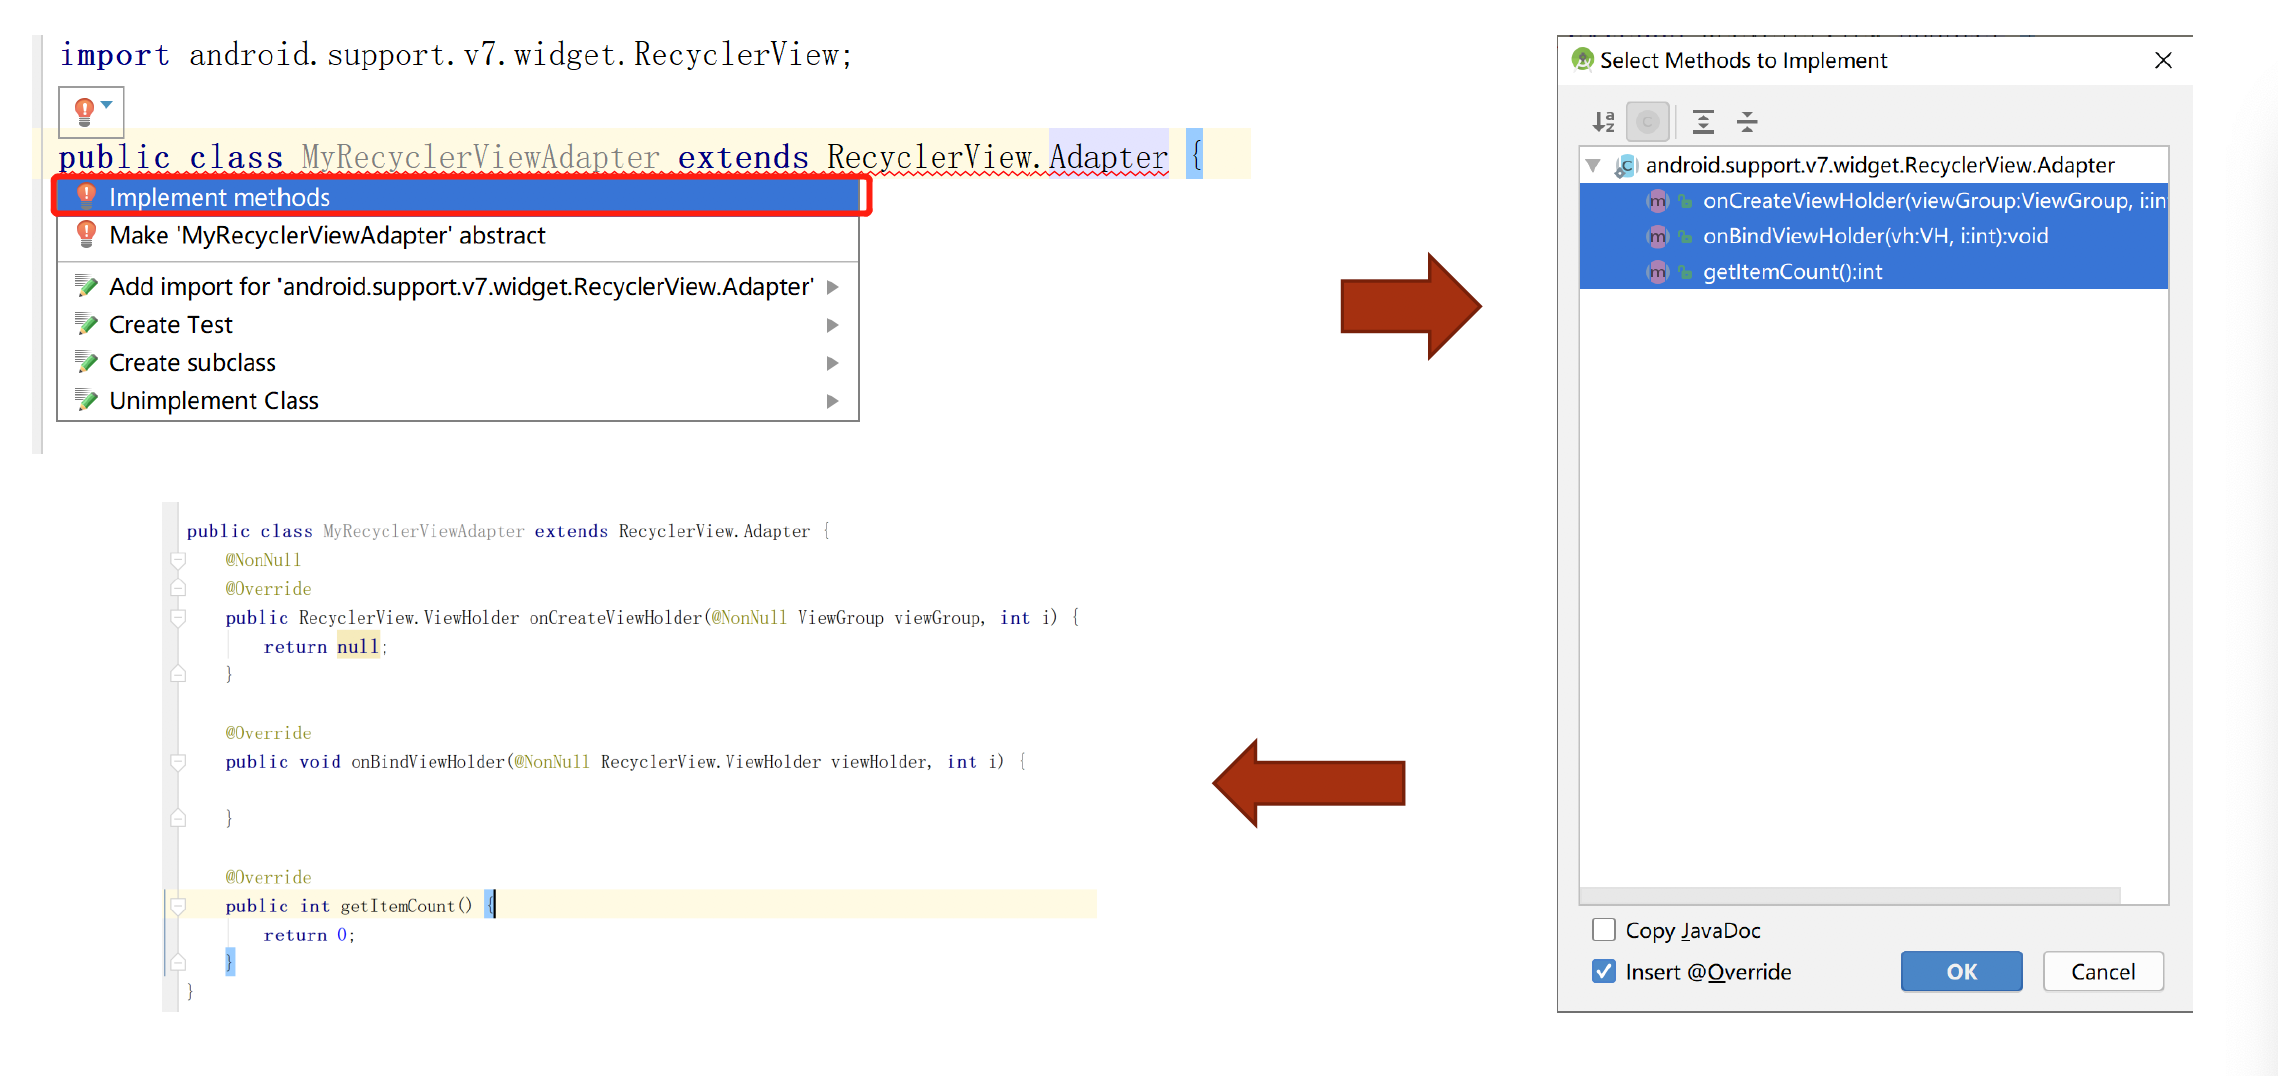 import android.support.v7.widget.RecyclerView;
public class MyRecyclerViewAdapter extends RecyclerView.Adapter {
Implement methods
Make 'MyRecyclerViewAdapter' abstract
Add import for 'android.support.v7.widget.RecyclerView.Adapter'
Create Test
Create subclass
Unimplement Class
Select Methods to Implement
android.support.v7.widget.RecyclerView.Adapter
onCreateViewHolder(viewGroup:ViewGroup, i:in
onBindViewHolder(vh:VH, i:int):void
getItemCount():int
Copy JavaDoc
Insert @Override
OK
Cancel
public class MyRecyclerViewAdapter extends RecyclerView.Adapter {
@NonNull
@Override
public RecyclerView.ViewHolder onCreateViewHolder(@NonNull ViewGroup viewGroup, int i) {
return null;
}
@Override
public void onBindViewHolder(@NonNull RecyclerView.ViewHolder viewHolder, int i) {
}
@Override
public int getItemCount() {
return 0;
}
}